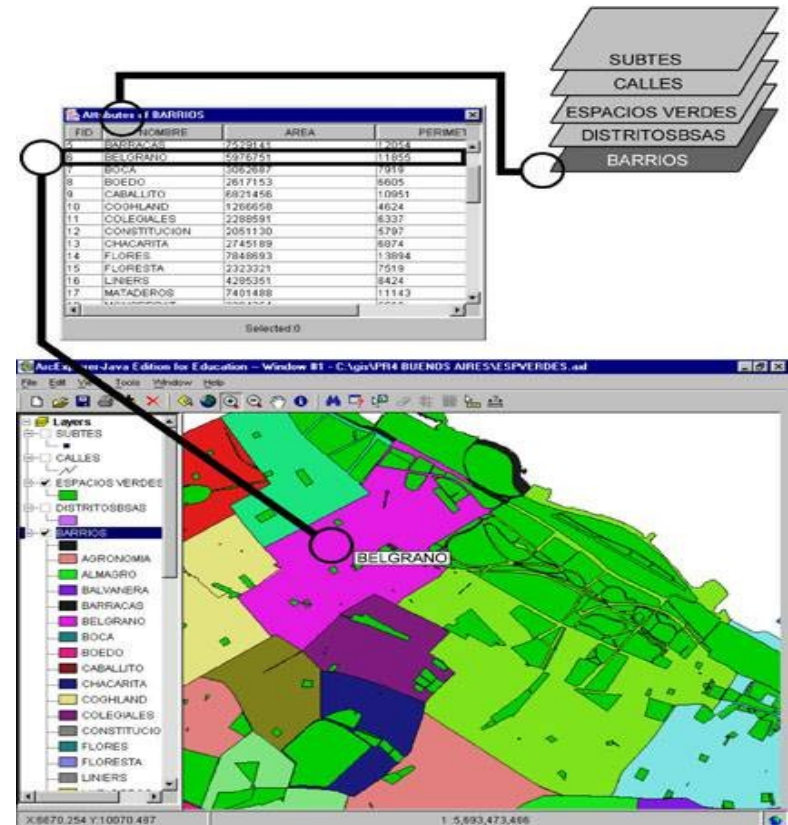 SUBTES
CALLES
ESPACIOS VERDES
DISTRITOSBSAS
BARRIOS
Attributes of BARRIOS
FID NOMBRE AREA PERIMET
5 BARRACAS 7529141 12054
6 BELGRANO 5976751 11855
7 BOCA 3062687 7919
8 BOEDO 2617153 6605
9 CABALLITO 6821456 10951
10 COGHLAND 1266658 4624
11 COLEGIALES 2288591 6337
12 CONSTITUCION 2051130 5797
13 CHACARITA 2745189 6874
14 FLORES 7848693 13894
15 FLORESTA 2323321 7519
16 LINIERS 4285351 8424
17 MATADEROS 7401488 11143
Selected:0
ArcExplorer-Java Edition for Education -- Window #1 - C:\gis\PR4 BUENOS AIRES\ESPVERDES.axl
File Edit View Tools Window Help
Layers
SUBTES
CALLES
ESPACIOS VERDES
DISTRITOSBSAS
BARRIOS
AGRONOMIA
ALMAGRO
BALVANERA
BARRACAS
BELGRANO
BOCA
BOEDO
CABALLITO
CHACARITA
COGHLAND
COLEGIALES
CONSTITUCIO
FLORES
FLORESTA
LINIERS
BELGRANO
X:6670.254 Y:10070.497 1 :5,693,473,466